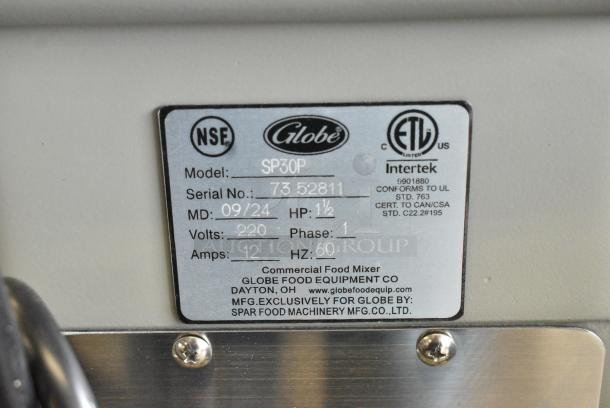 NSF
Globe®
ETL
LISTED
C US
Intertek
9901880
CONFORMS TO UL
STD. 763
CERT. TO CAN/CSA
STD. C22.2#195
Model: SP30P
Serial No.: 73 52811
MD: 09/24 HP: 1½
Volts: 220 Phase: 1
Amps: 12 HZ: 60
AUCTION GROUP
Commercial Food Mixer
GLOBE FOOD EQUIPMENT CO
DAYTON, OH www.globefoodequip.com
MFG.EXCLUSIVELY FOR GLOBE BY:
SPAR FOOD MACHINERY MFG.CO.,LTD.